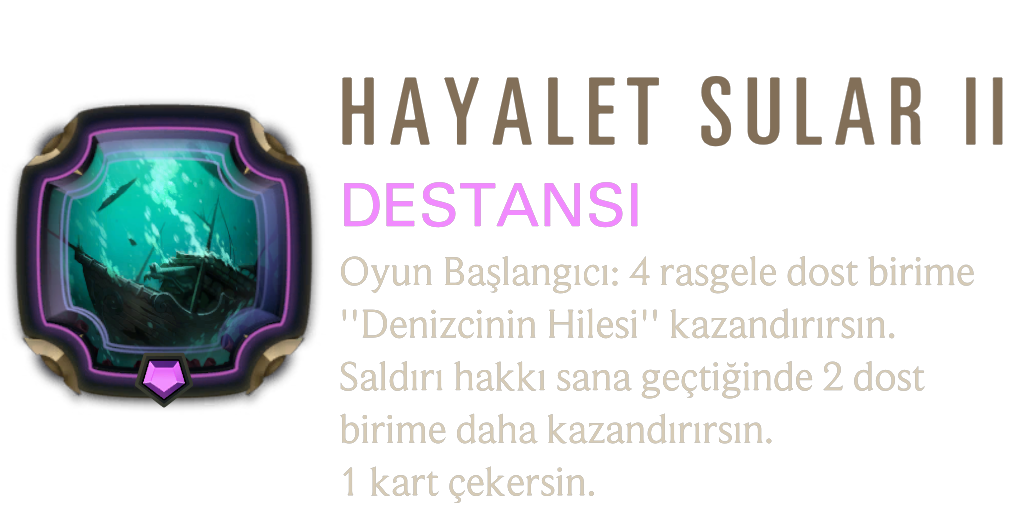 HAYALET SULAR II
DESTANSI
Oyun Başlangıcı: 4 rasgele dost birime
"Denizcinin Hilesi" kazandırırsın.
Saldırı hakkı sana geçtiğinde 2 dost
birime daha kazandırırsın.
1 kart çekersin.